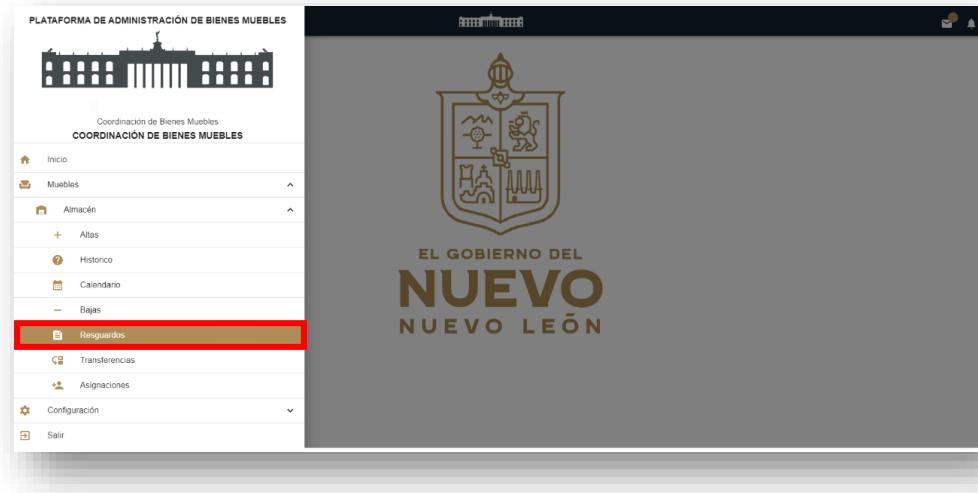 PLATAFORMA DE ADMINISTRACIÓN DE BIENES MUEBLES
Coordinación de Bienes Muebles
COORDINACIÓN DE BIENES MUEBLES
Inicio
Muebles
Almacén
Altas
Historico
Calendario
Bajas
Resguardos
Transferencias
Asignaciones
Configuración
Salir
EL GOBIERNO DEL
NUEVO
NUEVO LEÓN